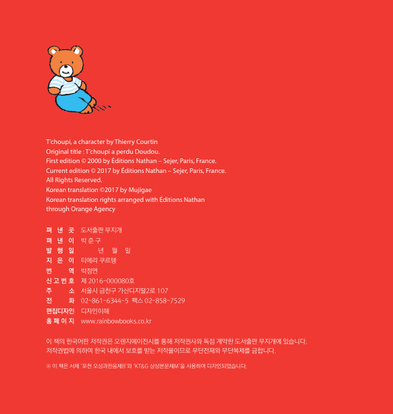 T'choupi, a character by Thierry Courtin
Original title : T'choupi a perdu Doudou.
First edition © 2000 by Éditions Nathan – Sejer, Paris, France.
Current edition © 2017 by Éditions Nathan – Sejer, Paris, France.
All Rights Reserved.
Korean translation ©2017 by Mujigae
Korean translation rights arranged with Éditions Nathan
through Orange Agency
펴 낸 곳 도서출판 무지개
펴 낸 이 박 준 구
발 행 일 년 월 일
지 은 이 티에리 쿠르탱
번 역 박정연
신 고 번 호 제 2016-000080호
주 소 서울시 금천구 가산디지털2로 107
전 화 02-861-6344~5 팩스 02-858-7529
편집디자인 디자인이레
홈 페 이 지 www.rainbowbooks.co.kr
이 책의 한국어판 저작권은 오렌지에이전시를 통해 저작권사와 독점 계약한 도서출판 무지개에 있습니다.
저작권법에 의하여 한국 내에서 보호를 받는 저작물이므로 무단전재와 무단복제를 금합니다.
※ 이 책은 서체 '포천 오성과한음체B'와 'KT&G 상상본문체M'을 사용하여 디자인되었습니다.